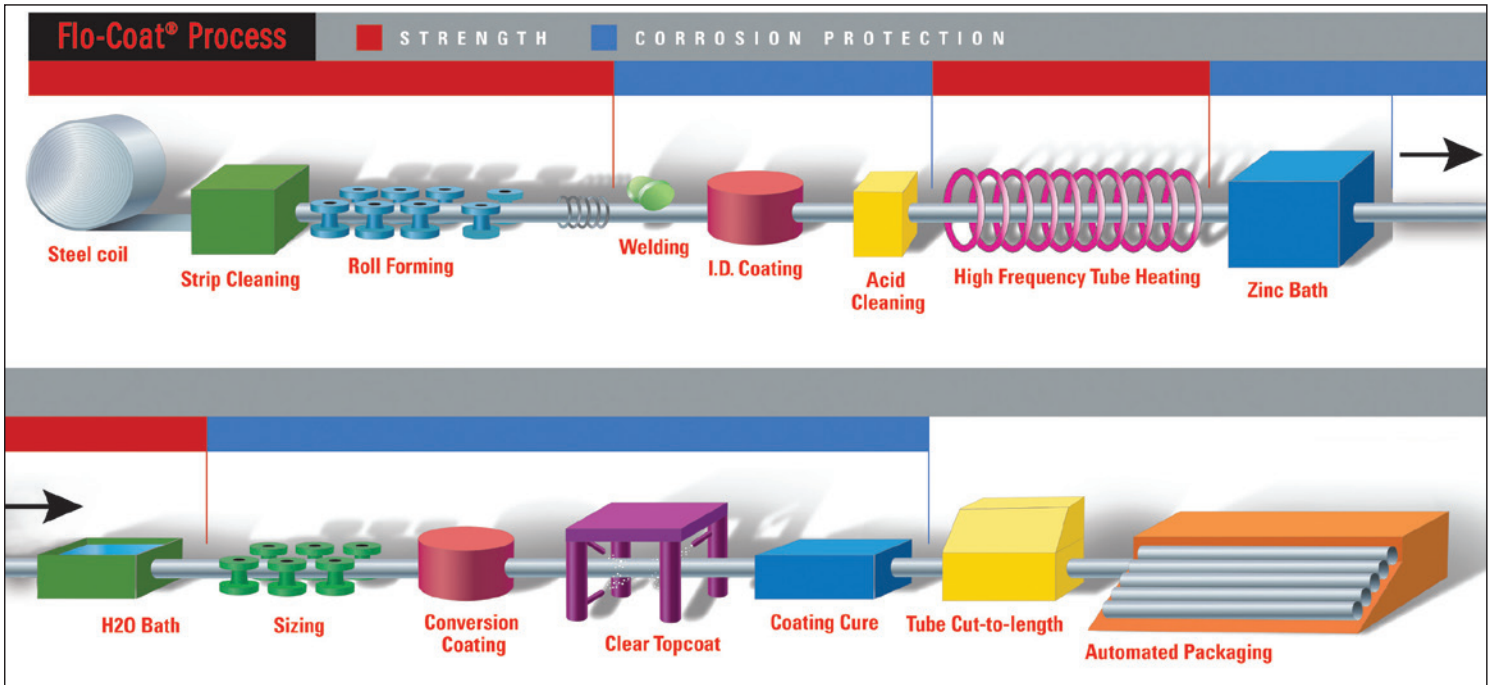 Flo-Coat® Process
STRENGTH
CORROSION PROTECTION
Steel coil
Strip Cleaning
Roll Forming
Welding
I.D. Coating
Acid
Cleaning
High Frequency Tube Heating
Zinc Bath
H2O Bath
Sizing
Conversion
Coating
Clear Topcoat
Coating Cure
Tube Cut-to-length
Automated Packaging